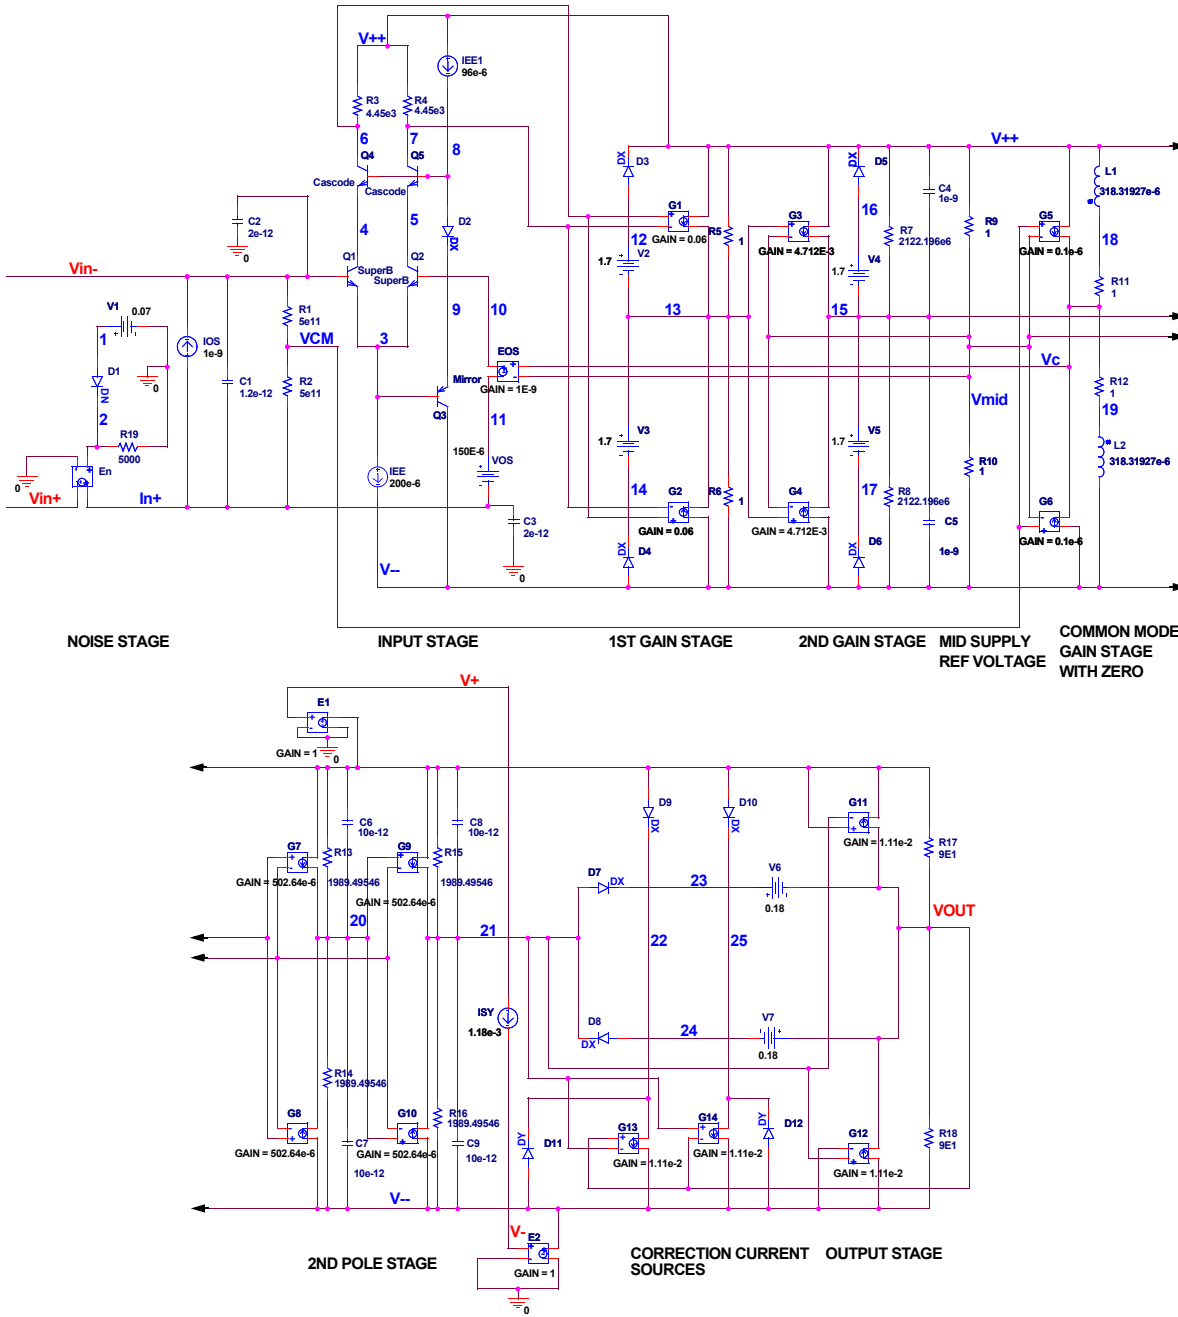 V++
IEE1
96e-6
R3
4.45e3
R4
4.45e3
6
7
8
Q4
Q5
Cascode
Cascode
C2
2e-12
0
4
5
D2
DX
Vin-
Q1
SuperB
Q2
SuperB
V1
0.07
1
IOS
1e-9
R1
5e11
VCM
3
9
10
EOS
GAIN = 1E-9
0
D1
DN
C1
1.2e-12
R2
5e11
Mirror
Q3
2
R19
5000
11
150E-6
VOS
En
0
IEE
200e-6
Vin+
In+
C3
2e-12
0
V--
V++
DX
D3
G1
GAIN = 0.06
R5
1
12
1.7
V2
G3
GAIN = 4.712E-3
DX
D5
16
R7
2122.196e6
1.7
V4
C4
1e-9
R9
1
G5
GAIN = 0.1e-6
L1
318.31927e-6
18
R11
1
13
15
Vc
Vmid
R12
1
19
1.7
V3
14
G2
GAIN = 0.06
R6
1
G4
GAIN = 4.712E-3
1.7
V5
17
R8
2122.196e6
C5
1e-9
R10
1
G6
GAIN = 0.1e-6
L2
318.31927e-6
DX
D4
DX
D6
NOISE STAGE
INPUT STAGE
1ST GAIN STAGE
2ND GAIN STAGE
MID SUPPLY
REF VOLTAGE
COMMON MODE
GAIN STAGE
WITH ZERO
V+
E1
GAIN = 1
0
C6
10e-12
C8
10e-12
G7
GAIN = 502.64e-6
R13
1989.49546
G9
GAIN = 502.64e-6
R15
1989.49546
D9
DX
D10
DX
G11
GAIN = 1.11e-2
R17
9E1
D7
DX
23
V6
0.18
20
21
22
25
VOUT
ISY
1.18e-3
D8
DX
24
V7
0.18
R14
1989.49546
G8
GAIN = 502.64e-6
G10
GAIN = 502.64e-6
R16
1989.49546
C7
10e-12
C9
10e-12
DY
D11
G13
GAIN = 1.11e-2
G14
GAIN = 1.11e-2
DY
D12
G12
GAIN = 1.11e-2
R18
9E1
V--
V-
E2
GAIN = 1
0
2ND POLE STAGE
CORRECTION CURRENT
SOURCES
OUTPUT STAGE